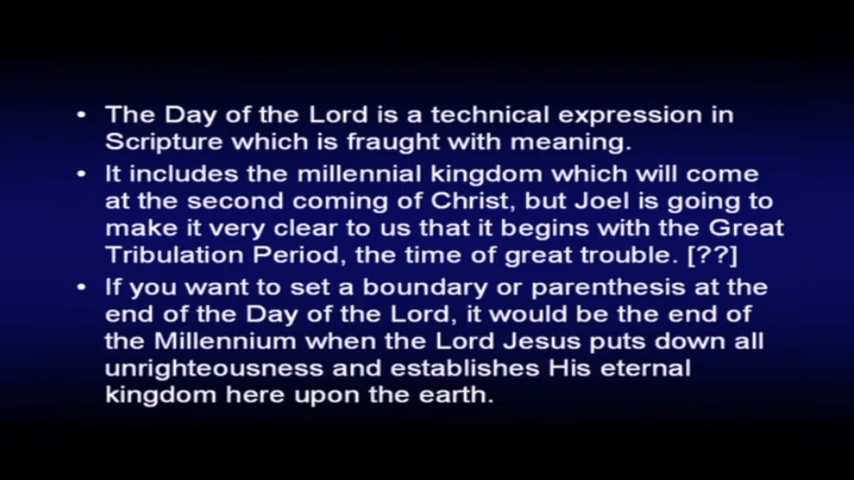 • The Day of the Lord is a technical expression in
Scripture which is fraught with meaning.
• It includes the millennial kingdom which will come
at the second coming of Christ, but Joel is going to
make it very clear to us that it begins with the Great
Tribulation Period, the time of great trouble. [??]
• If you want to set a boundary or parenthesis at the
end of the Day of the Lord, it would be the end of
the Millennium when the Lord Jesus puts down all
unrighteousness and establishes His eternal
kingdom here upon the earth.